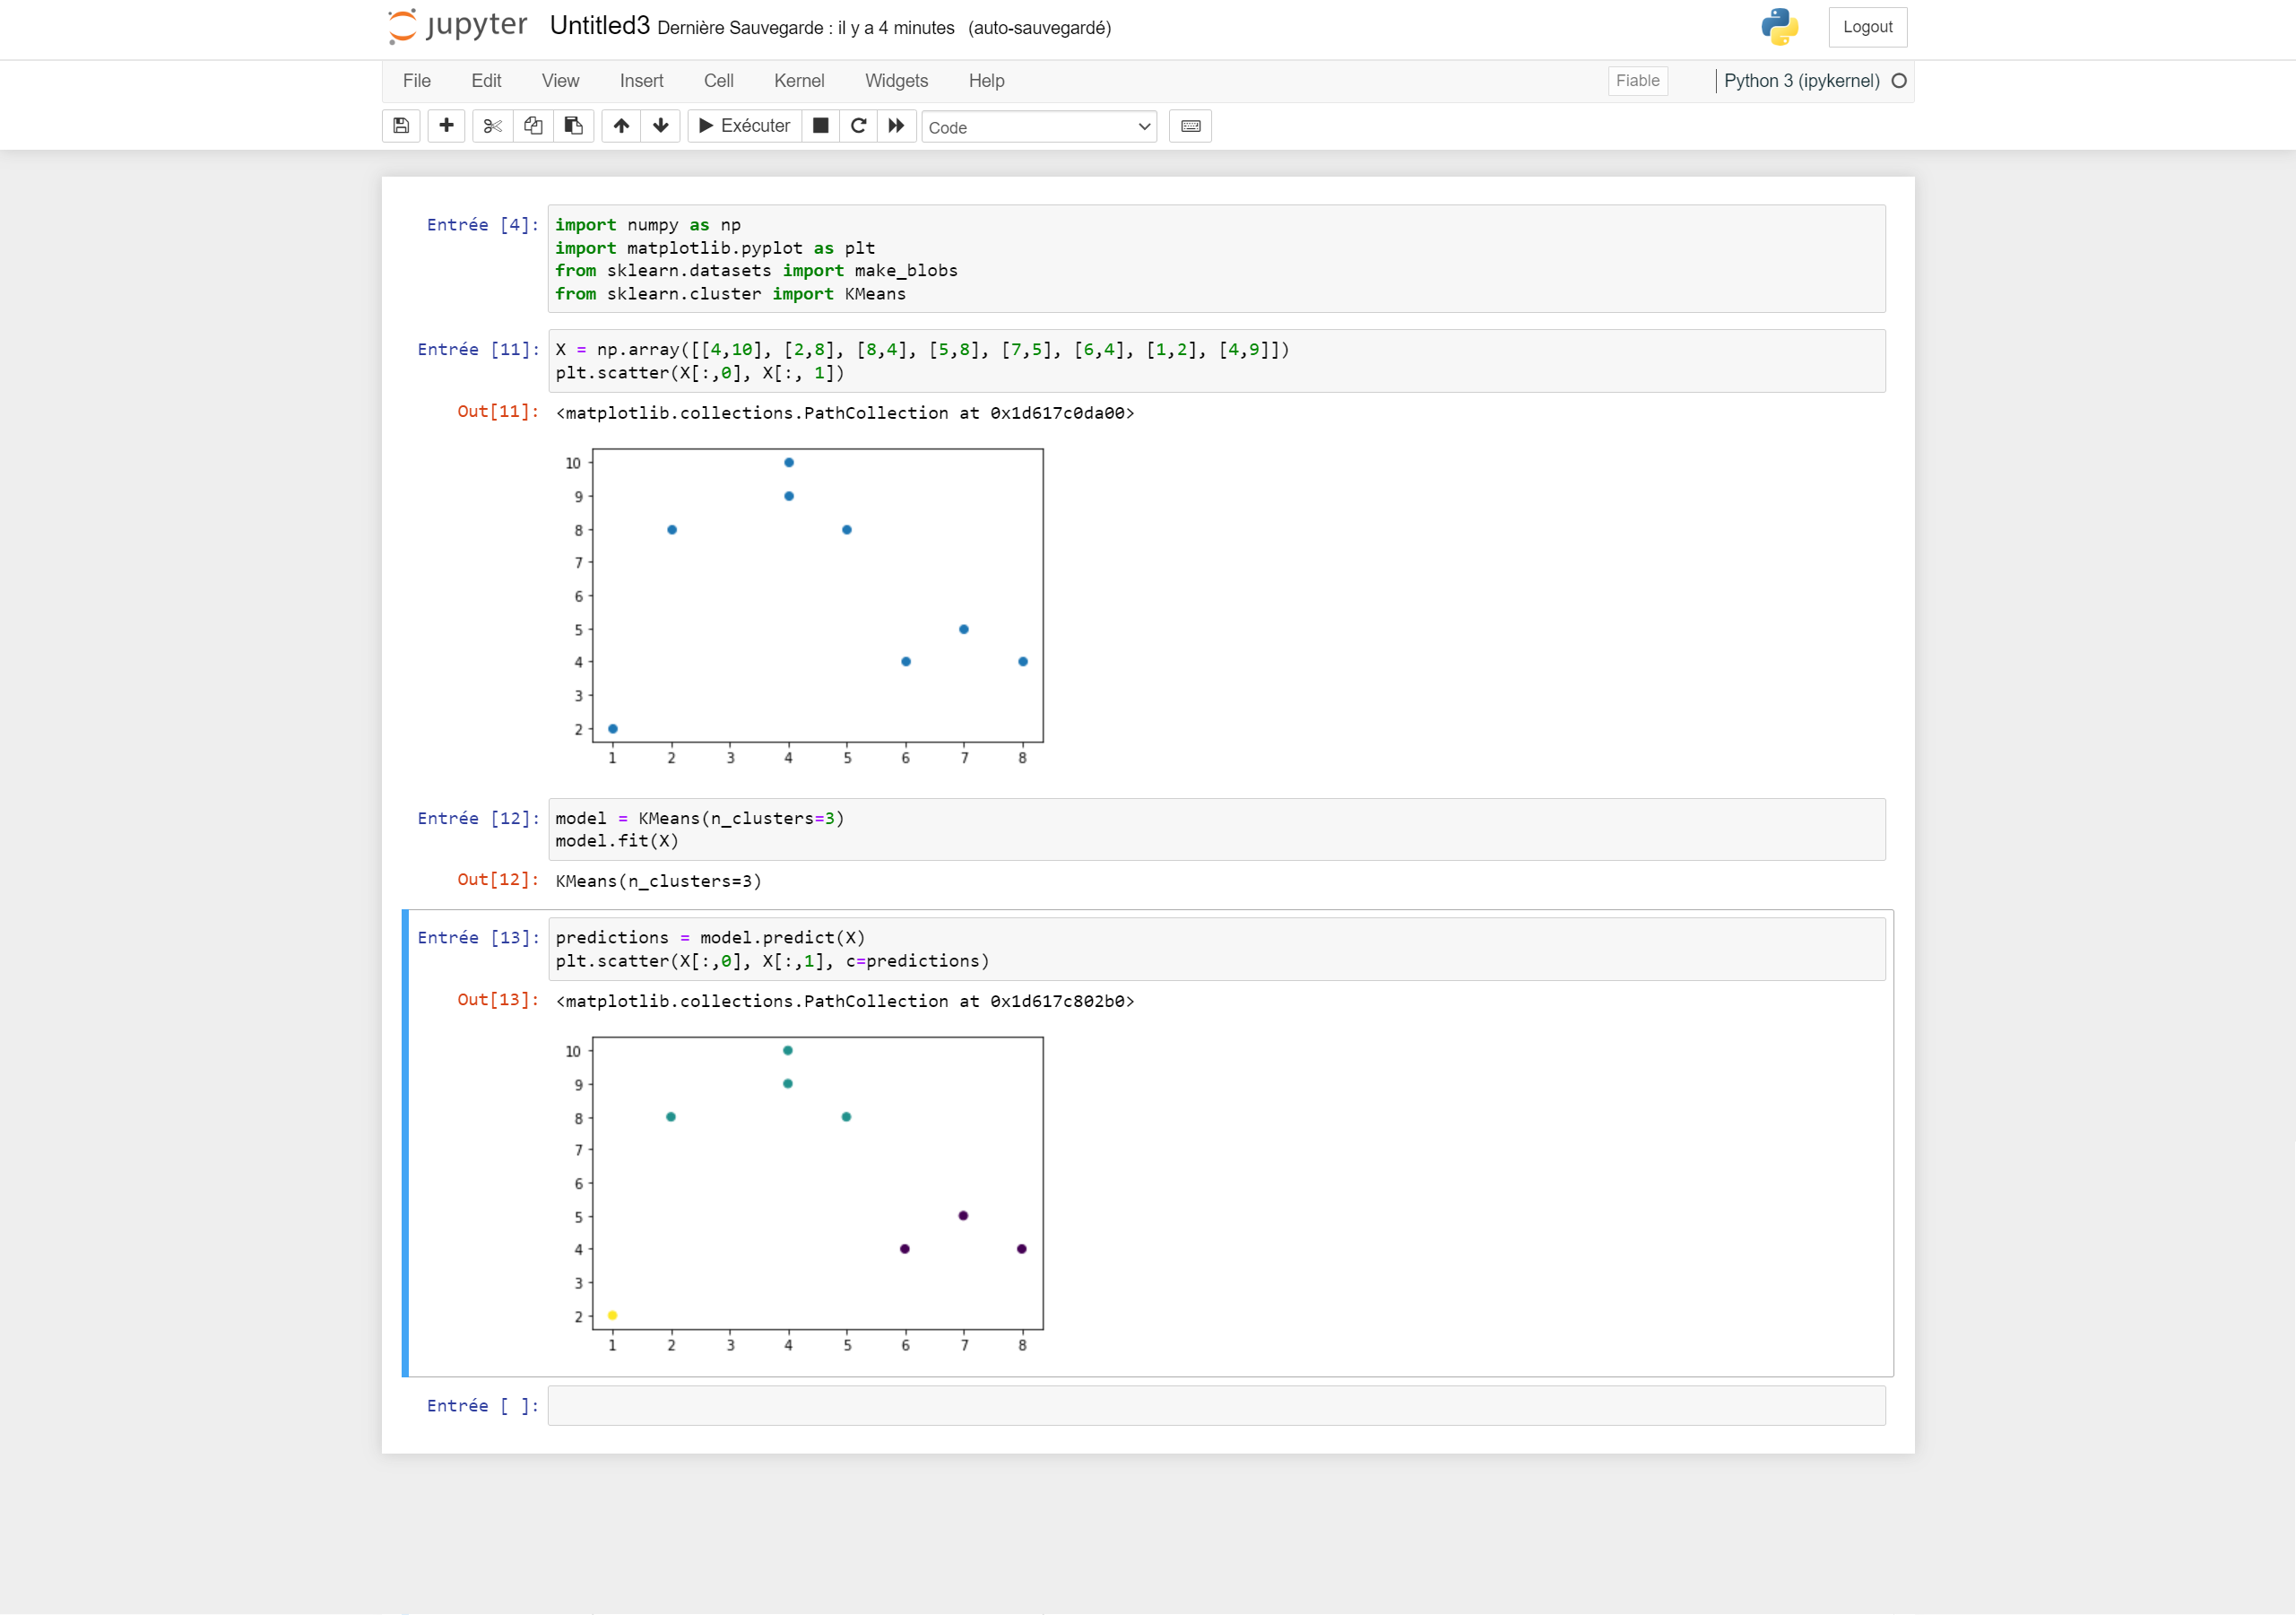 jupyter Untitled3 Dernière Sauvegarde : il y a 4 minutes (auto-sauvegardé) Logout
File Edit View Insert Cell Kernel Widgets Help Fiable Python 3 (ipykernel)
Exécuter Code
Entrée [4]: import numpy as np
import matplotlib.pyplot as plt
from sklearn.datasets import make_blobs
from sklearn.cluster import KMeans
Entrée [11]: X = np.array([[4,10], [2,8], [8,4], [5,8], [7,5], [6,4], [1,2], [4,9]])
plt.scatter(X[:,0], X[:, 1])
Out[11]: <matplotlib.collections.PathCollection at 0x1d617c0da00>
10
9
8
7
6
5
4
3
2
1 2 3 4 5 6 7 8
Entrée [12]: model = KMeans(n_clusters=3)
model.fit(X)
Out[12]: KMeans(n_clusters=3)
Entrée [13]: predictions = model.predict(X)
plt.scatter(X[:,0], X[:,1], c=predictions)
Out[13]: <matplotlib.collections.PathCollection at 0x1d617c802b0>
10
9
8
7
6
5
4
3
2
1 2 3 4 5 6 7 8
Entrée [ ]: